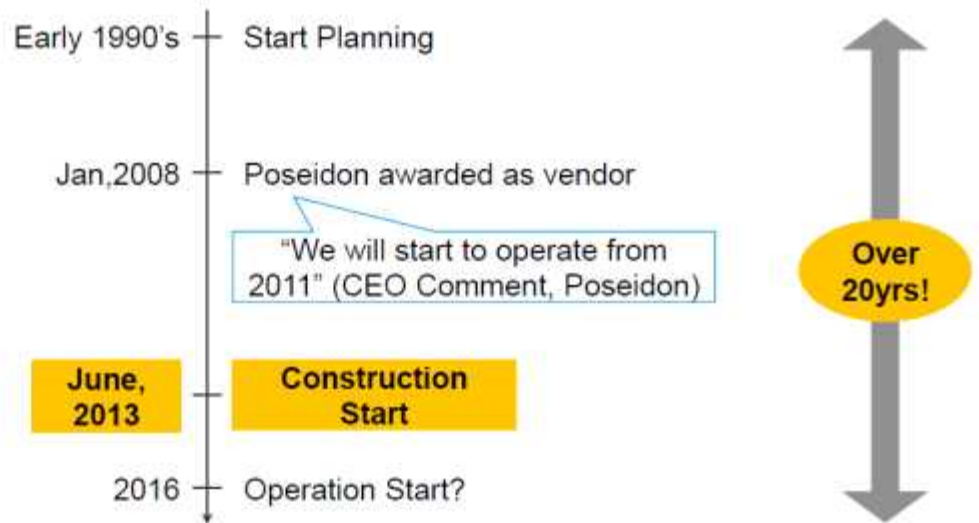 Early 1990's Start Planning
Jan,2008 Poseidon awarded as vendor
“We will start to operate from
2011” (CEO Comment, Poseidon)
Over
20yrs!
June,
2013
Construction
Start
2016 Operation Start?